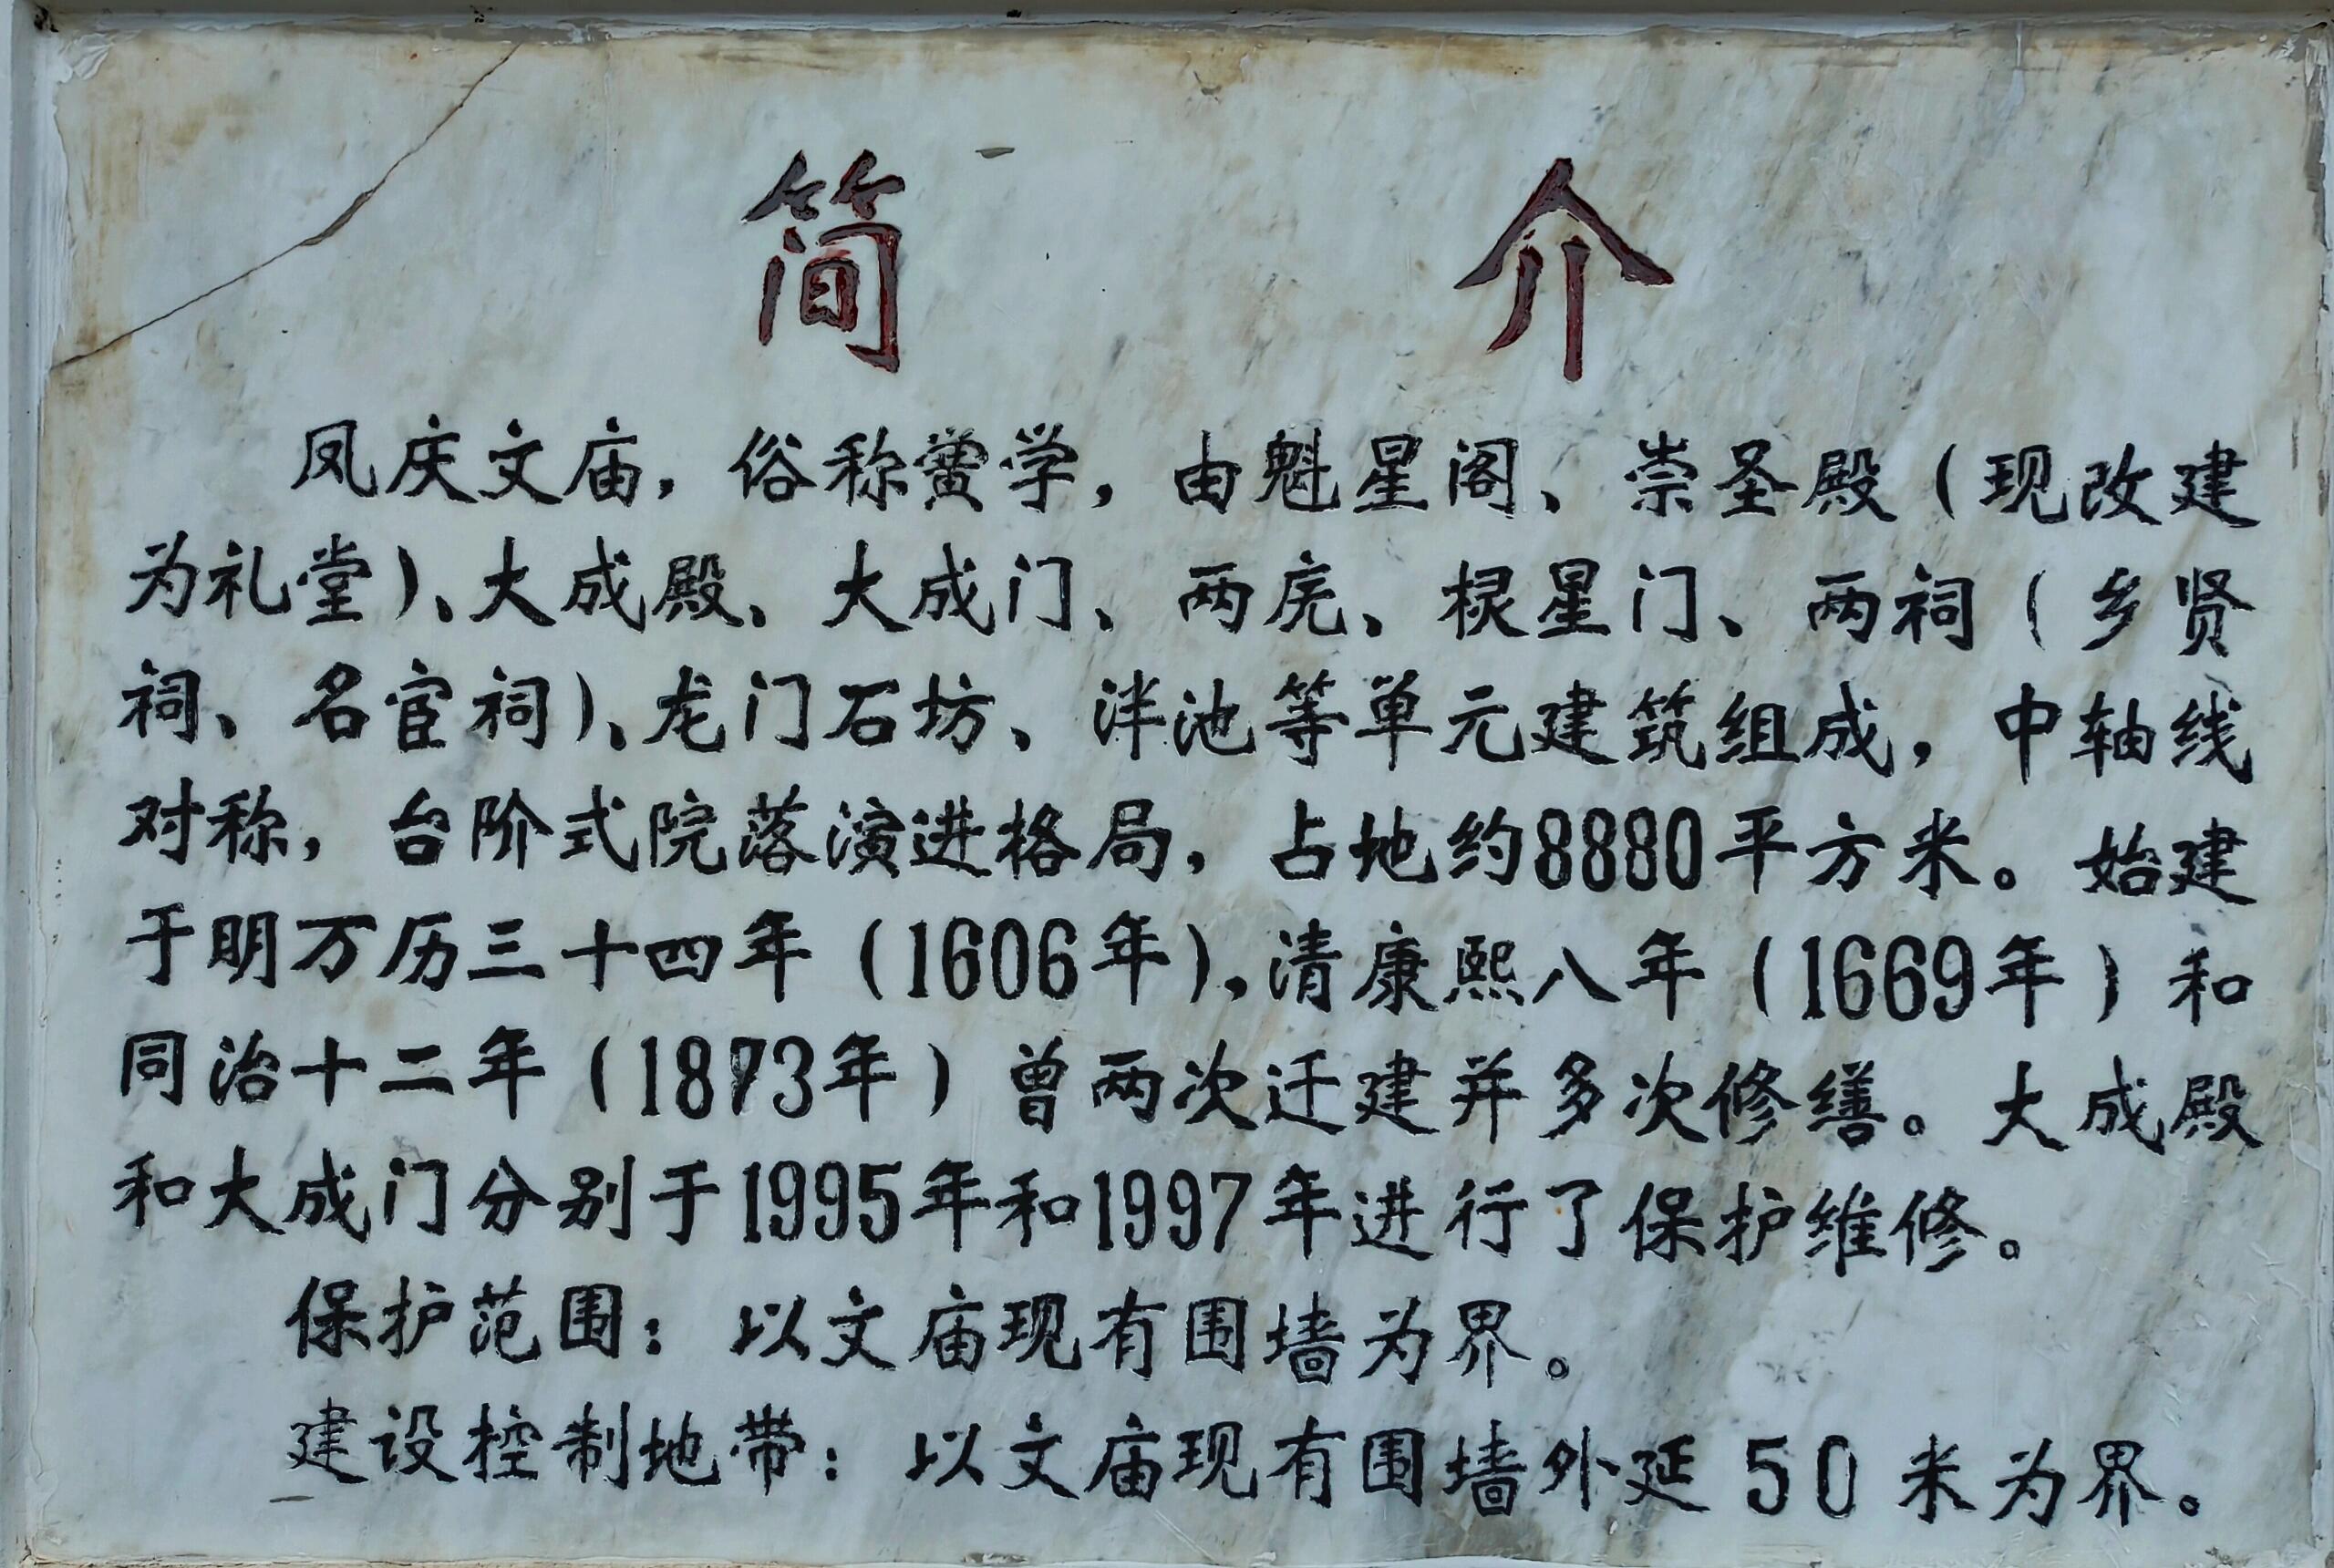 简介
凤庆文庙，俗称黉学，由魁星阁、崇圣殿（现改建
为礼堂）、大成殿、大成门、两庑、棂星门、两祠（乡贤
祠、名宦祠）、龙门石坊、泮池等单元建筑组成，中轴线
对称，台阶式院落演进格局，占地约8880平方米。始建
于明万历三十四年（1606年），清康熙八年（1669年）和
同治十二年（1873年）曾两次迁建并多次修缮。大成殿
和大成门分别于1995年和1997年进行了保护维修。
保护范围：以文庙现有围墙为界。
建设控制地带：以文庙现有围墙外延50米为界。